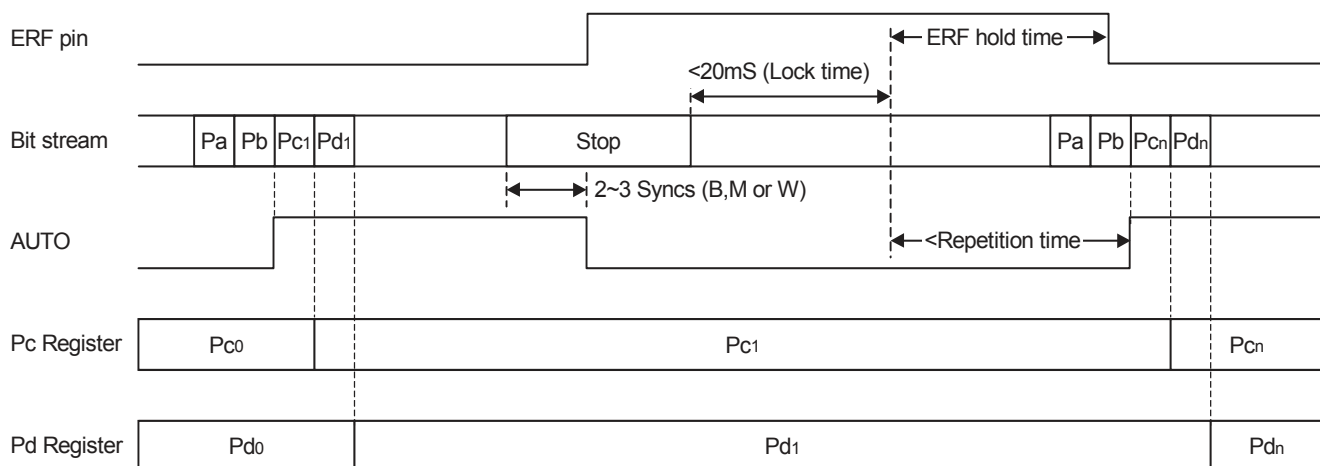 ERF pin
ERF hold time
<20mS (Lock time)
Bit stream
Pa Pb Pc1 Pd1 Stop Pa Pb Pcn Pdn
2~3 Syncs (B,M or W)
AUTO
<Repetition time
Pc Register Pc0 Pc1 Pcn
Pd Register Pd0 Pd1 Pdn